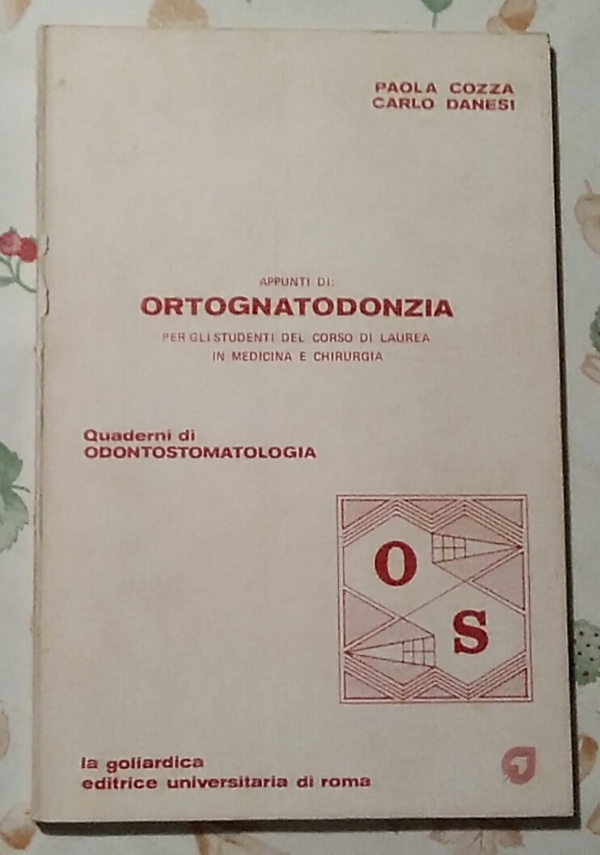 PAOLA COZZA
CARLO DANESI
APPUNTI DI:
ORTOGNATODONZIA
PER GLI STUDENTI DEL CORSO DI LAUREA
IN MEDICINA E CHIRURGIA
Quaderni di
ODONTOSTOMATOLOGIA
O
S
la goliardica
editrice universitaria di roma